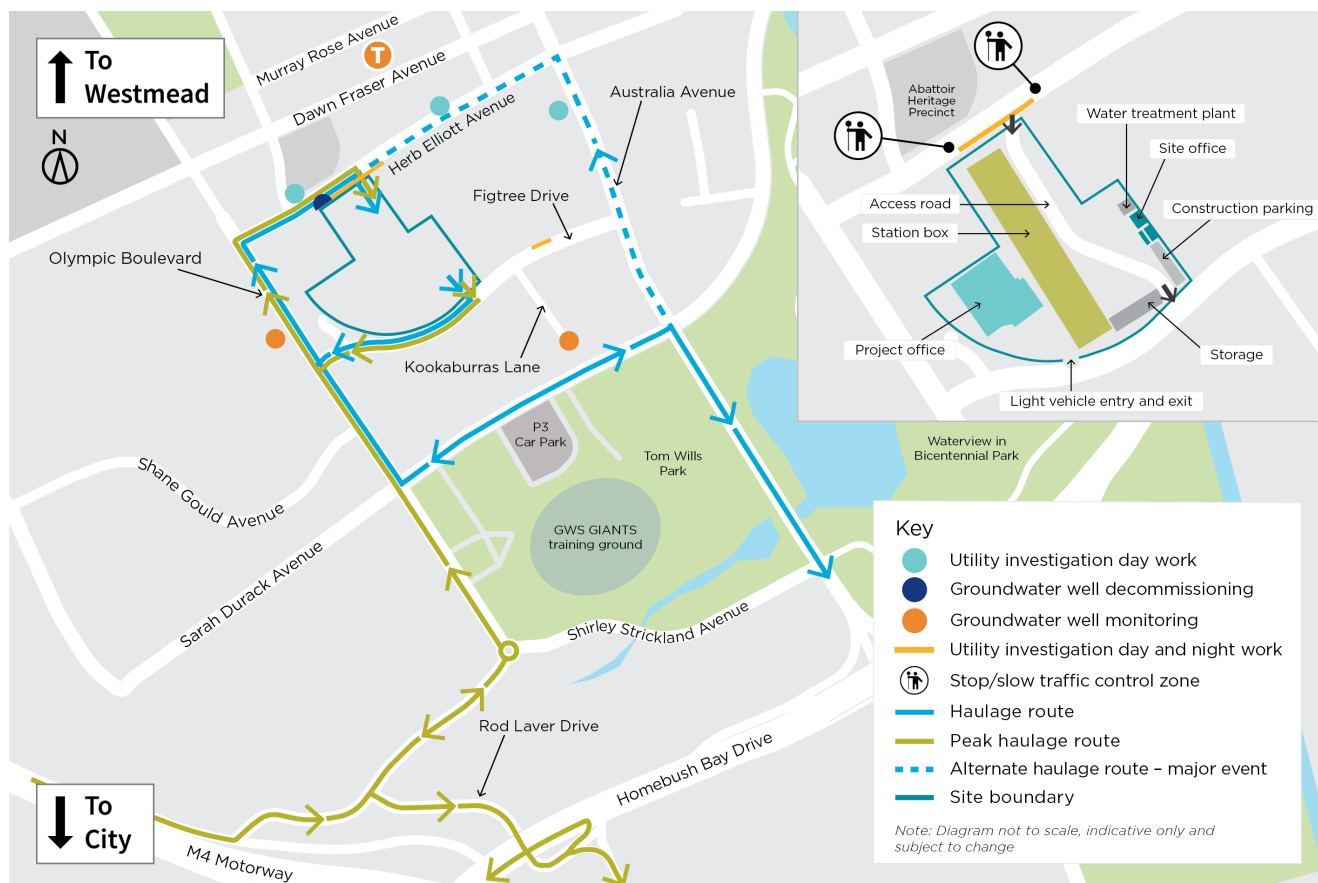 To
Westmead
N
Murray Rose Avenue
T
Dawn Fraser Avenue
Herb Elliott Avenue
Australia Avenue
Figtree Drive
Olympic Boulevard
Kookaburras Lane
P3
Car Park
Tom Wills
Park
GWS GIANTS
training ground
Shane Gould Avenue
Sarah Durack Avenue
Shirley Strickland Avenue
Rod Laver Drive
Homebush Bay Drive
M4 Motorway
To
City
Waterview in
Bicentennial Park
Abattoir
Heritage
Precinct
Water treatment plant
Site office
Construction parking
Access road
Station box
Project office
Storage
Light vehicle entry and exit
Key
Utility investigation day work
Groundwater well decommissioning
Groundwater well monitoring
Utility investigation day and night work
Stop/slow traffic control zone
Haulage route
Peak haulage route
Alternate haulage route – major event
Site boundary
Note: Diagram not to scale, indicative only and
subject to change